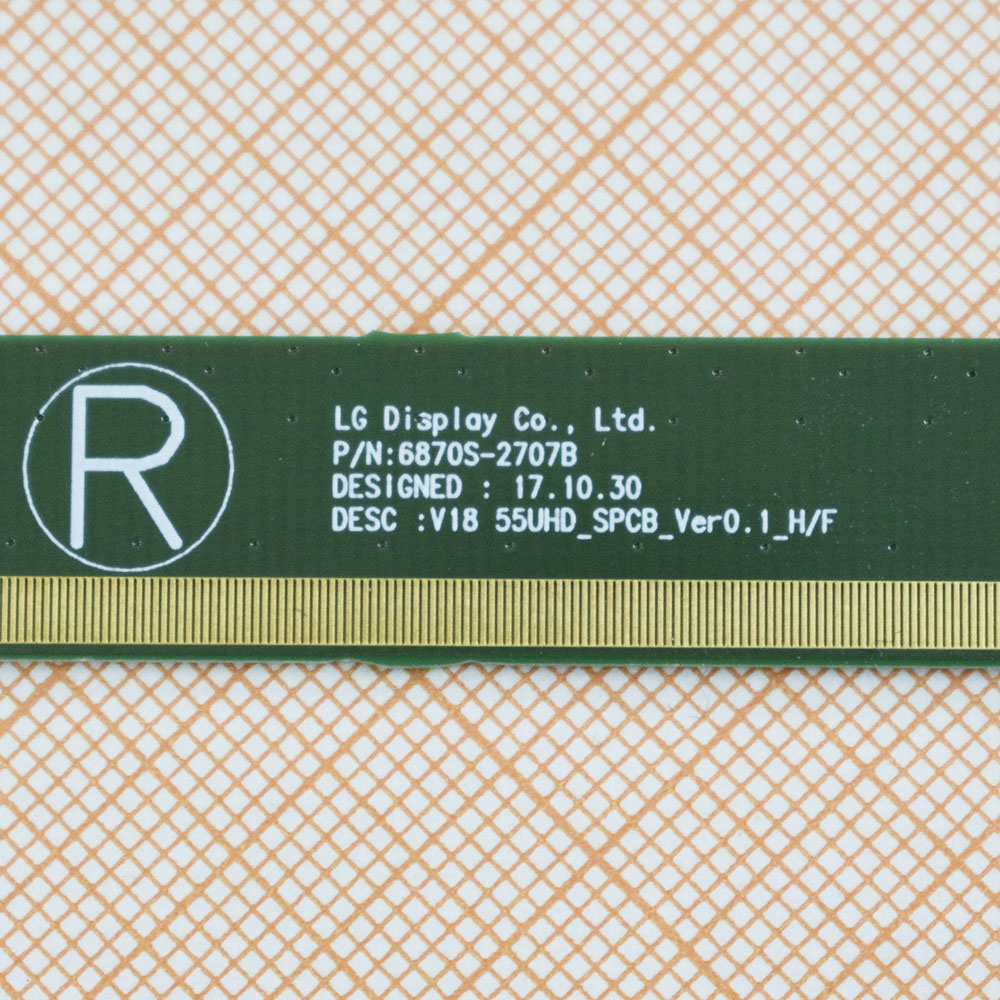 R
LG Display Co., Ltd.
P/N:6870S-2707B
DESIGNED : 17.10.30
DESC :V18 55UHD_SPCB_Ver0.1_H/F